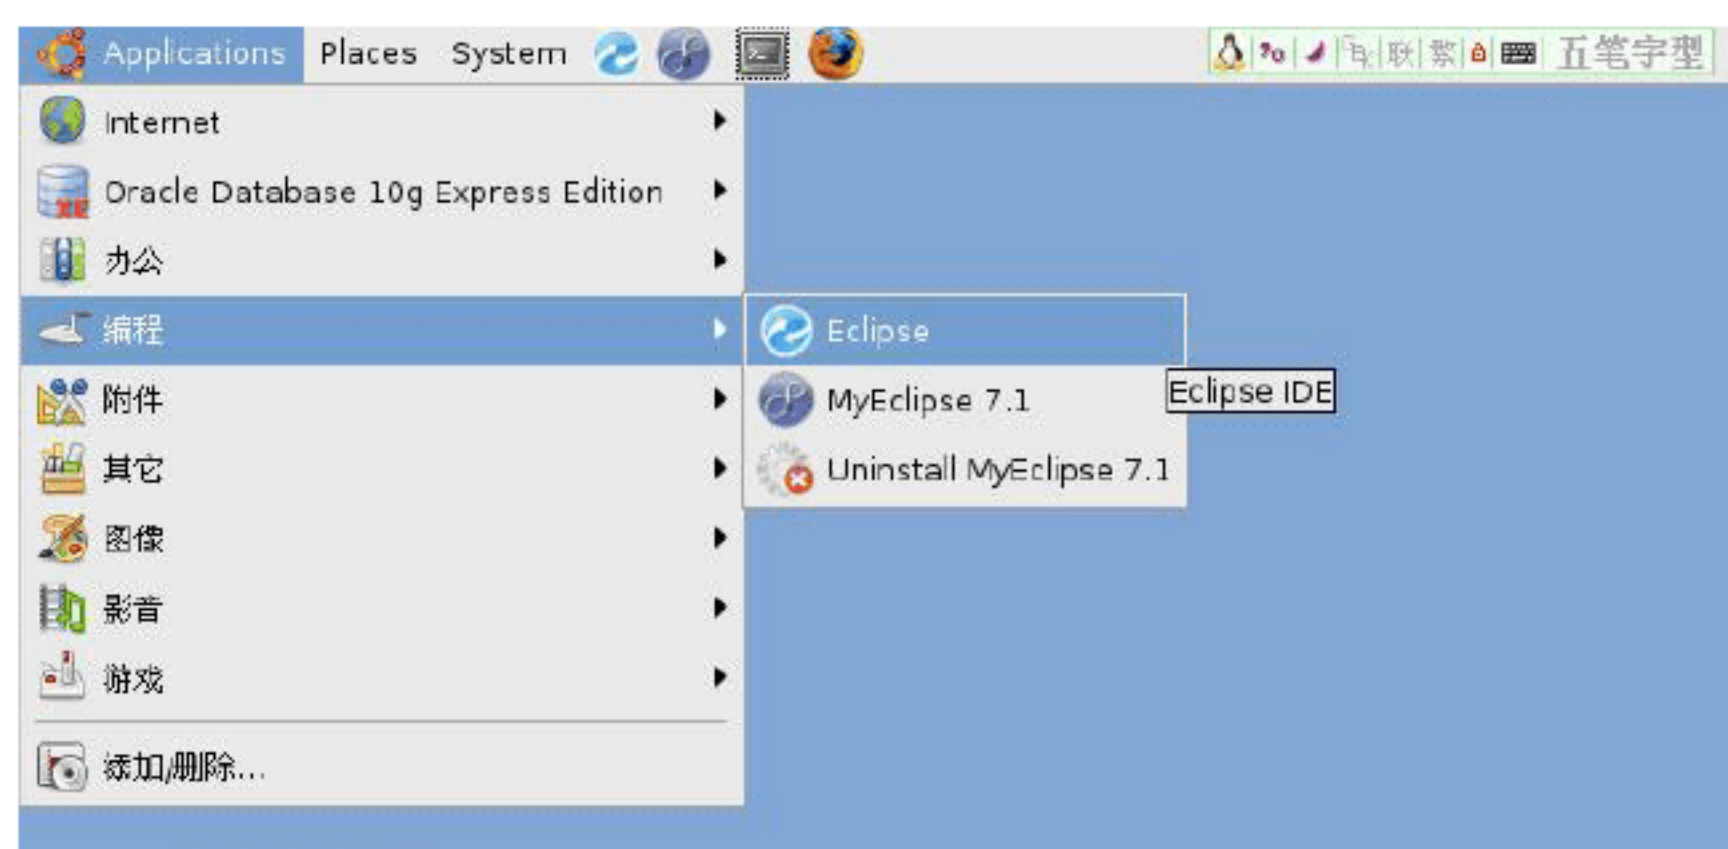 Applications Places System 联 繁 五笔字型
Internet
Oracle Database 10g Express Edition
办公
编程
Eclipse
Eclipse IDE
附件
MyEclipse 7.1
其它
Uninstall MyEclipse 7.1
图像
影音
游戏
添加/删除...